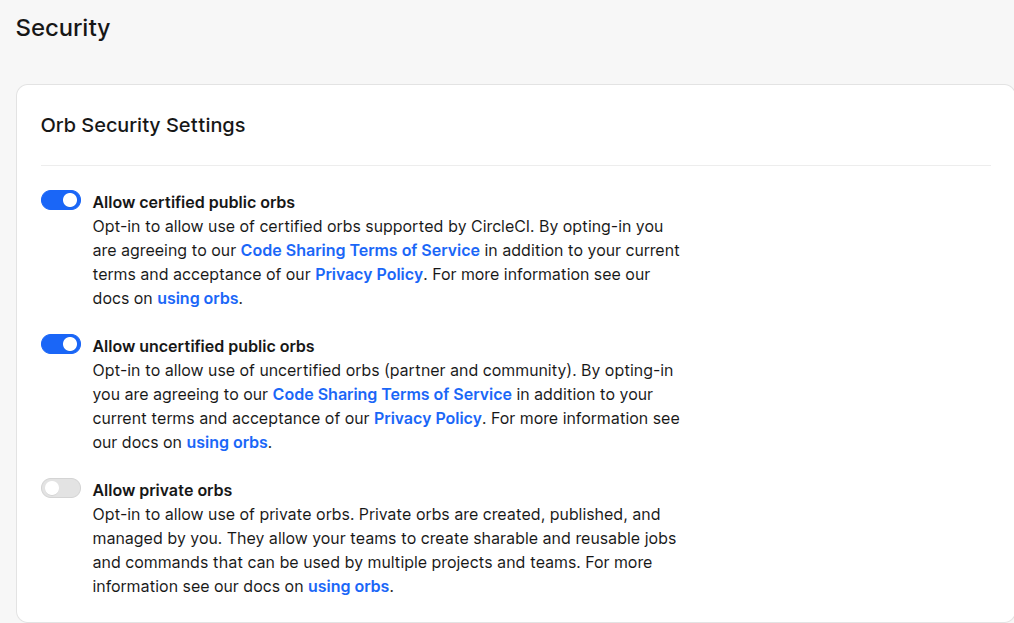 Security
Orb Security Settings
Allow certified public orbs
Opt-in to allow use of certified orbs supported by CircleCI. By opting-in you
are agreeing to our Code Sharing Terms of Service in addition to your current
terms and acceptance of our Privacy Policy. For more information see our
docs on using orbs.
Allow uncertified public orbs
Opt-in to allow use of uncertified orbs (partner and community). By opting-in
you are agreeing to our Code Sharing Terms of Service in addition to your
current terms and acceptance of our Privacy Policy. For more information see
our docs on using orbs.
Allow private orbs
Opt-in to allow use of private orbs. Private orbs are created, published, and
managed by you. They allow your teams to create sharable and reusable jobs
and commands that can be used by multiple projects and teams. For more
information see our docs on using orbs.